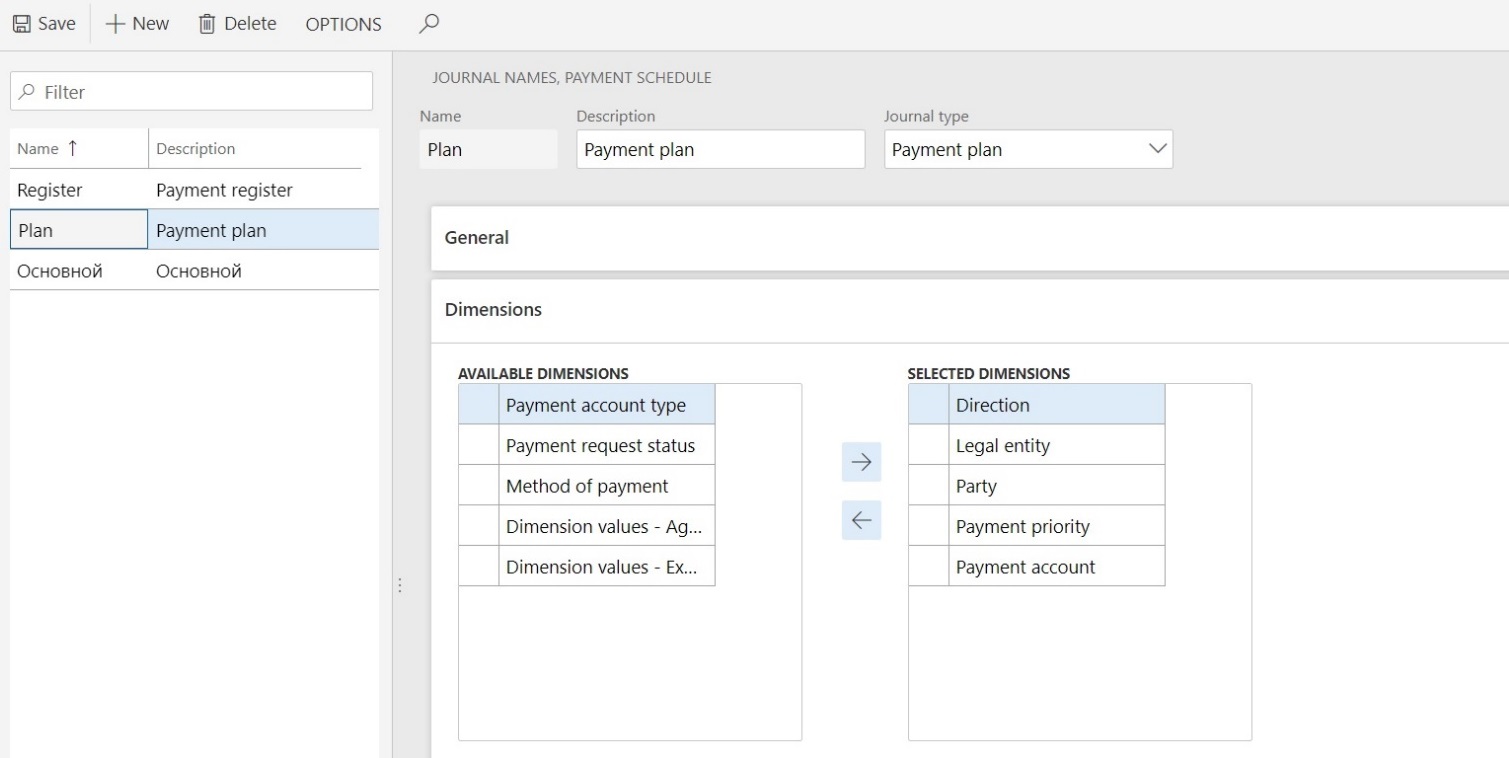 Save New Delete OPTIONS
Filter
Name ↑ Description
Register Payment register
Plan Payment plan
Основной Основной
JOURNAL NAMES, PAYMENT SCHEDULE
Name Description Journal type
Plan Payment plan Payment plan
General
Dimensions
AVAILABLE DIMENSIONS
Payment account type
Payment request status
Method of payment
Dimension values - Ag...
Dimension values - Ex...
SELECTED DIMENSIONS
Direction
Legal entity
Party
Payment priority
Payment account